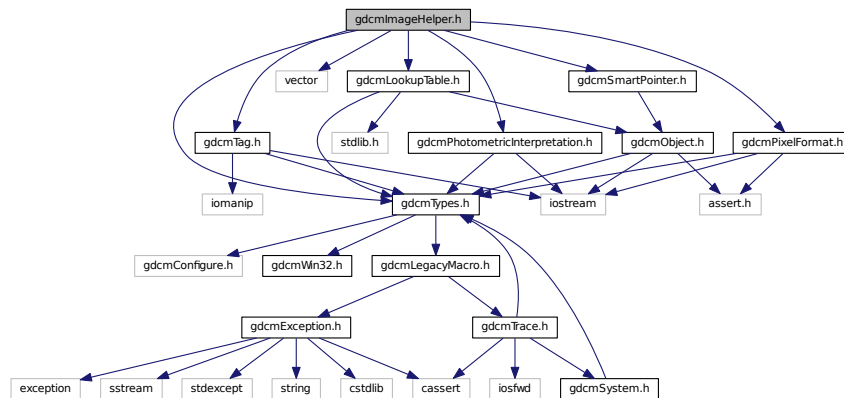 gdcmImageHelper.h
vector
gdcmLookupTable.h
gdcmSmartPointer.h
gdcmTag.h
stdlib.h
gdcmPhotometricInterpretation.h
gdcmObject.h
gdcmPixelFormat.h
iomanip
gdcmTypes.h
iostream
assert.h
gdcmConfigure.h
gdcmWin32.h
gdcmLegacyMacro.h
gdcmException.h
gdcmTrace.h
exception
sstream
stdexcept
string
cstdlib
cassert
iosfwd
gdcmSystem.h